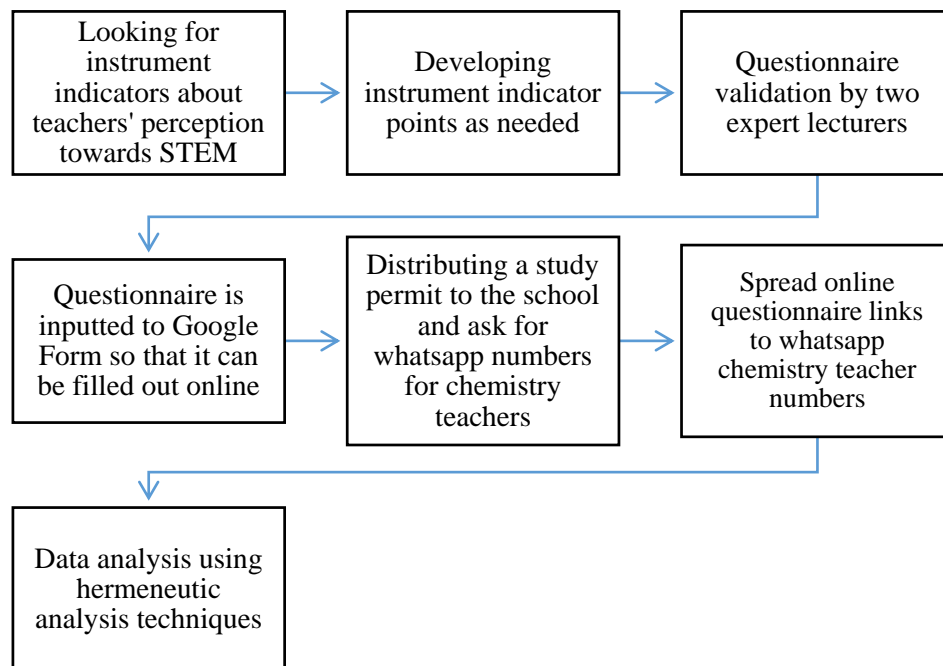 Looking for
instrument
indicators about
teachers' perception
towards STEM
Developing
instrument indicator
points as needed
Questionnaire
validation by two
expert lecturers
Questionnaire is
inputted to Google
Form so that it can
be filled out online
Distributing a study
permit to the school
and ask for
whatsapp numbers
for chemistry
teachers
Spread online
questionnaire links
to whatsapp
chemistry teacher
numbers
Data analysis using
hermeneutic
analysis techniques